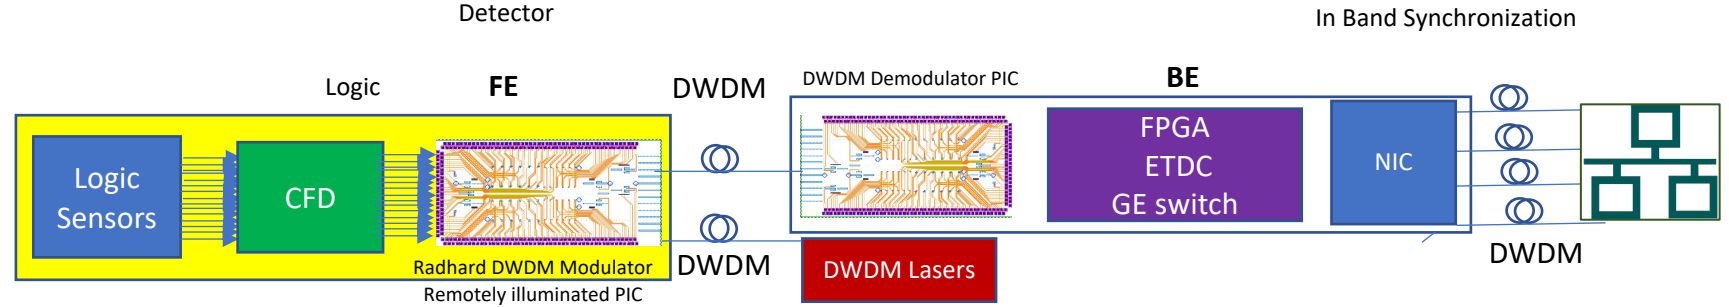 Detector
In Band Synchronization
Logic
FE
DWDM
DWDM Demodulator PIC
BE
Logic
Sensors
CFD
FPGA
ETDC
GE switch
NIC
Radhard DWDM Modulator
Remotely illuminated PIC
DWDM
DWDM Lasers
DWDM